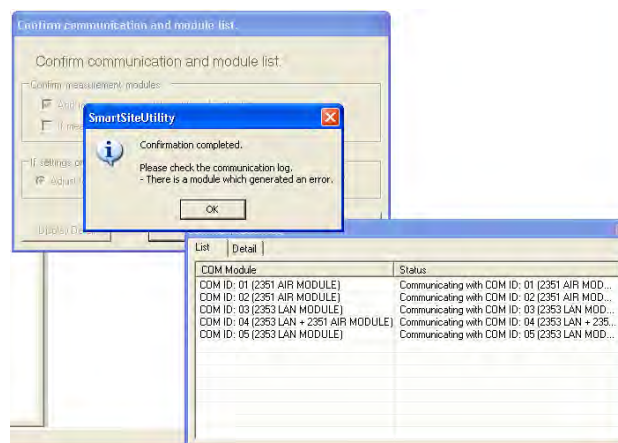 Confirm communication and module list.
Confirm communication and module list.
Confirm measurement modules
If settings
Adjust
SmartSiteUtility
Confirmation completed.
Please check the communication log.
- There is a module which generated an error.
OK
List
Detail
COM Module
Status
COM ID: 01 (2351 AIR MODULE)
Communicating with COM ID: 01 (2351 AIR MOD...
COM ID: 02 (2351 AIR MODULE)
Communicating with COM ID: 02 (2351 AIR MOD...
COM ID: 03 (2353 LAN MODULE)
Communicating with COM ID: 03 (2353 LAN MOD...
COM ID: 04 (2353 LAN + 2351 AIR MODULE)
Communicating with COM ID: 04 (2353 LAN + 235...
COM ID: 05 (2353 LAN MODULE)
Communicating with COM ID: 05 (2353 LAN MOD...